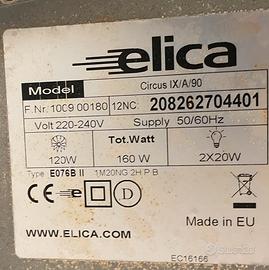 elica
Model Circus IX/A/90
F. Nr. 1009 00180 12NC: 208262704401
Volt 220-240V Supply 50/60Hz
Tot.Watt
120W 160 W 2X20W
Type E076B II 1M20NG 2H P B
CE D
Made in EU
WWW.ELICA.COM
EC16166
subito